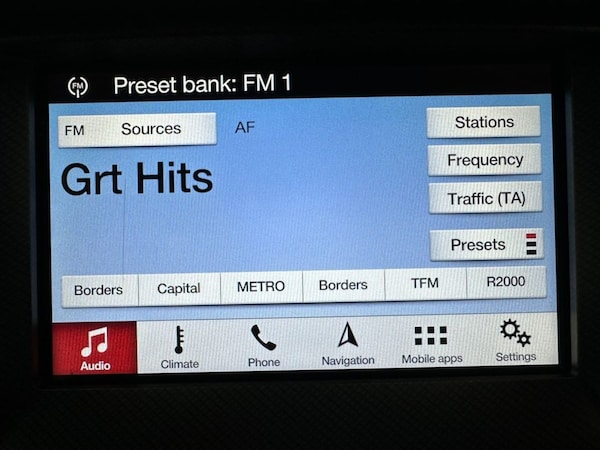 FM
Preset bank: FM 1
FM Sources
AF
Stations
Grt Hits
Frequency
Traffic (TA)
Presets
Borders
Capital
METRO
Borders
TFM
R2000
Audio
Climate
Phone
Navigation
Mobile apps
Settings